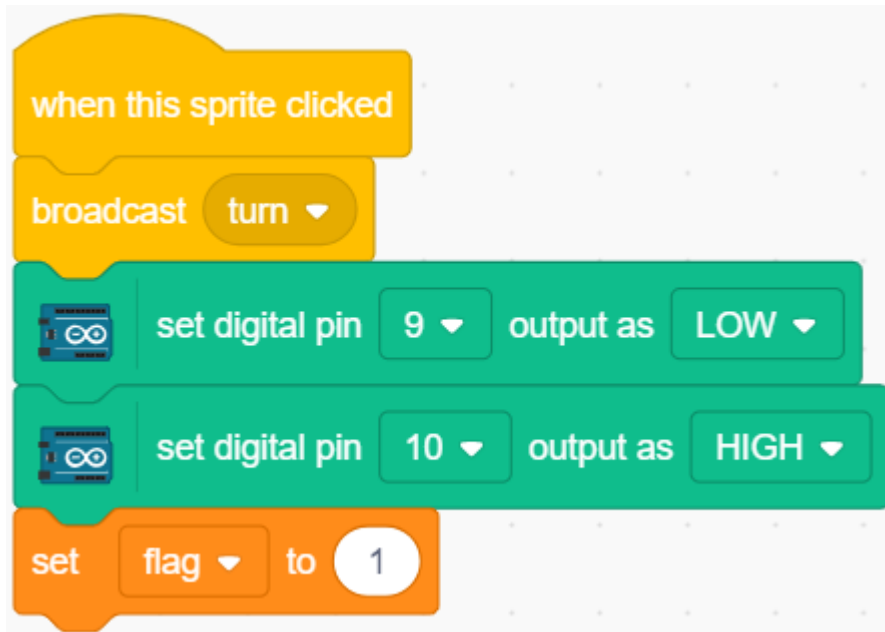 when this sprite clicked
broadcast turn
set digital pin 9 output as LOW
set digital pin 10 output as HIGH
set flag to 1